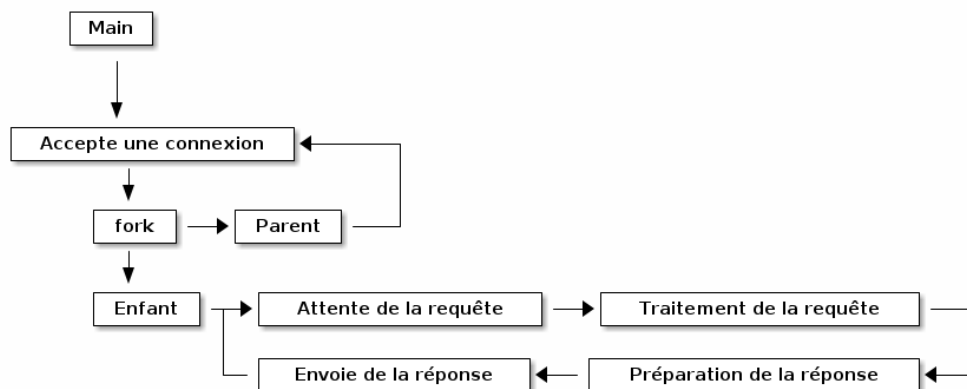 Main
Accepte une connexion
fork
Parent
Enfant
Attente de la requête
Traitement de la requête
Envoie de la réponse
Préparation de la réponse